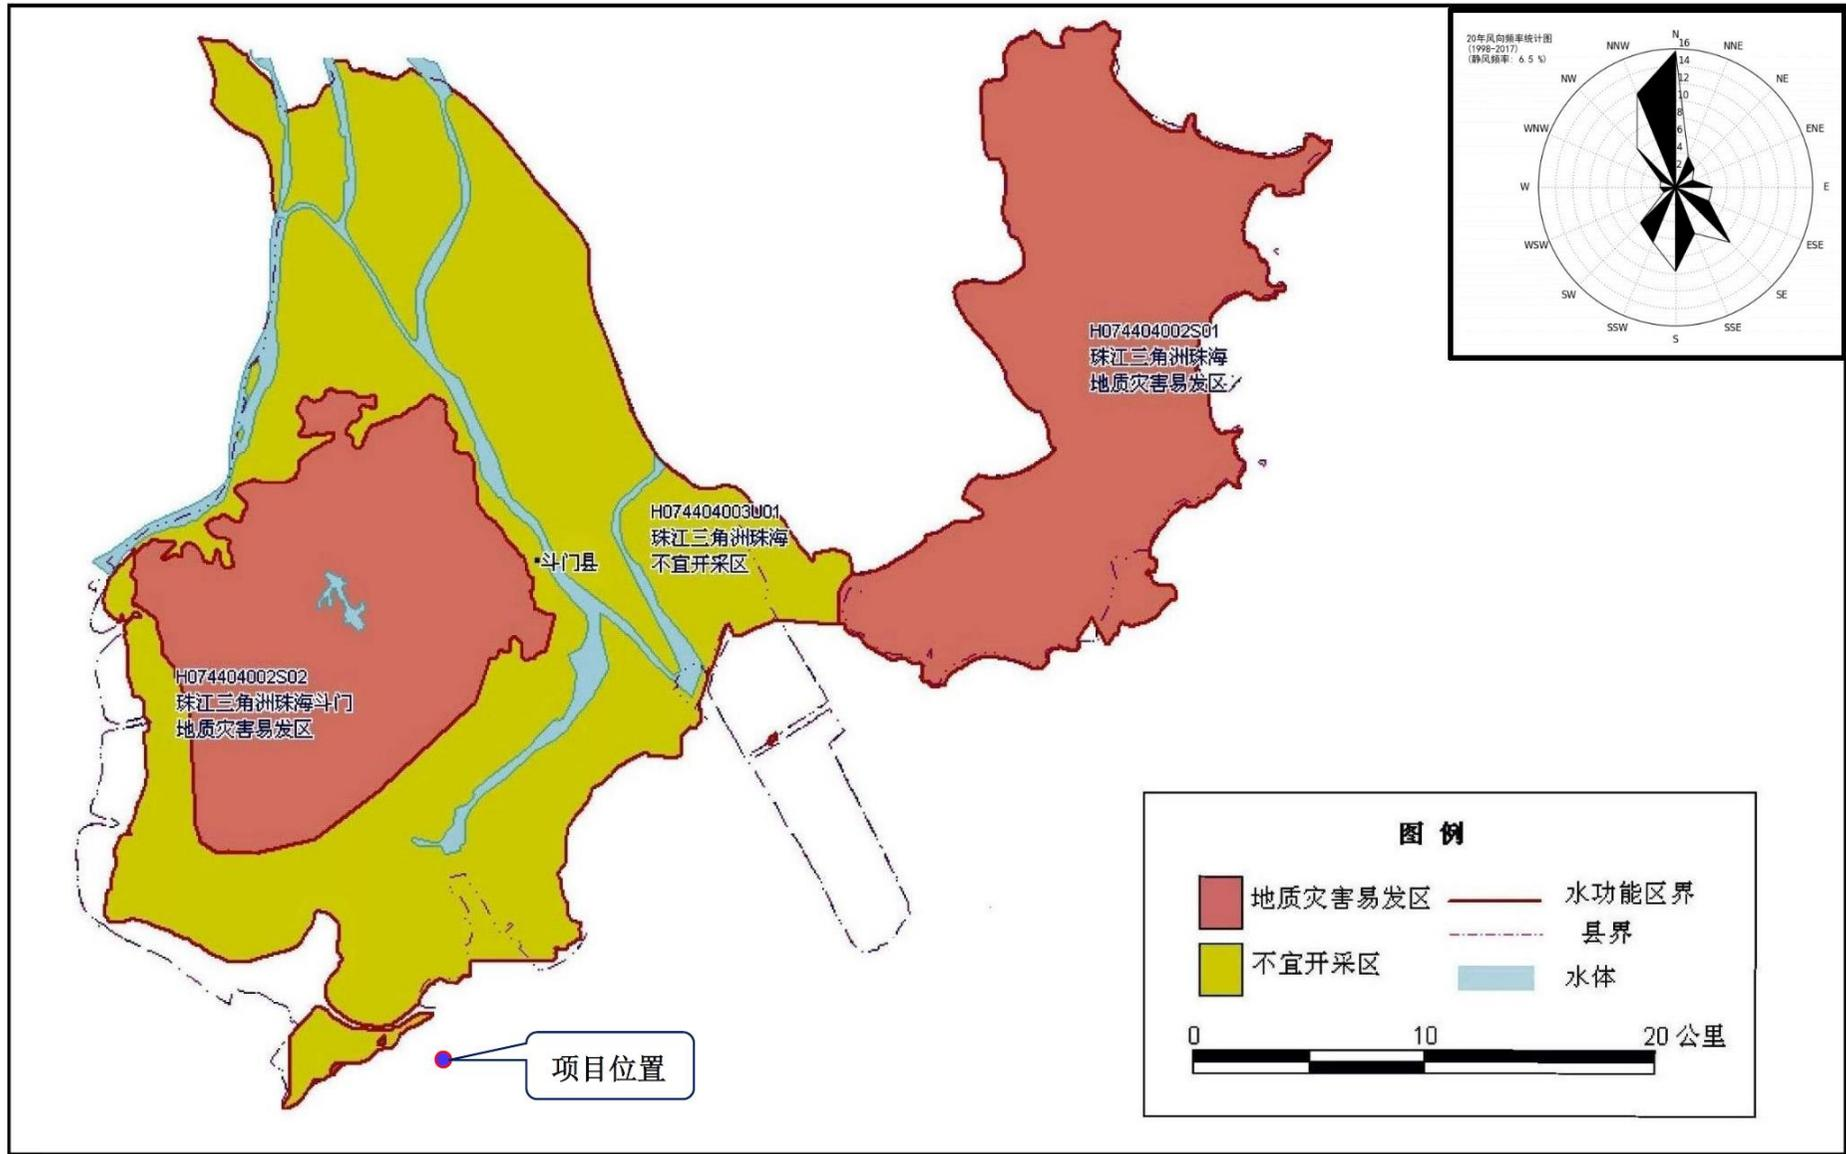 20年风向频率统计图
(1998-2017)
(静风频率: 6.5 %)
N
NNE
NE
ENE
E
ESE
SE
SSE
S
SSW
SW
WSW
W
WNW
NW
NNW
16
14
12
10
8
6
4
2
H074404002S01
珠江三角洲珠海
地质灾害易发区
H074404003U01
珠江三角洲珠海
不宜开采区
斗门县
H074404002S02
珠江三角洲珠海斗门
地质灾害易发区
项目位置
图 例
地质灾害易发区
水功能区界
县界
不宜开采区
水体
0 10 20 公里